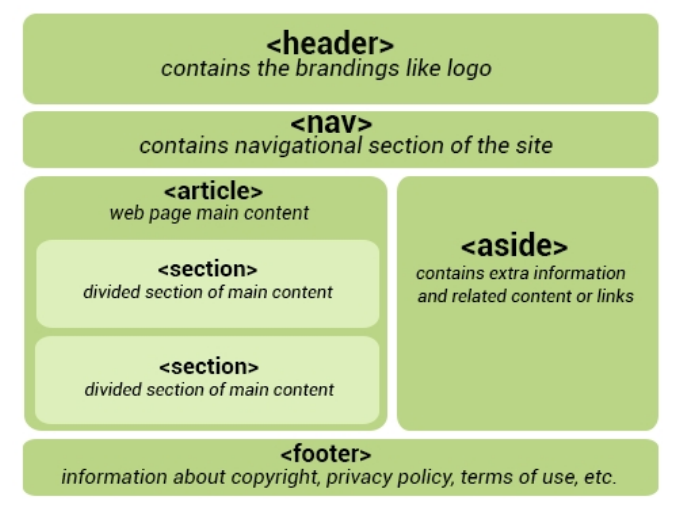 <header>
contains the brandings like logo
<nav>
contains navigational section of the site
<article>
web page main content
<section>
divided section of main content
<section>
divided section of main content
<aside>
contains extra information
and related content or links
<footer>
information about copyright, privacy policy, terms of use, etc.